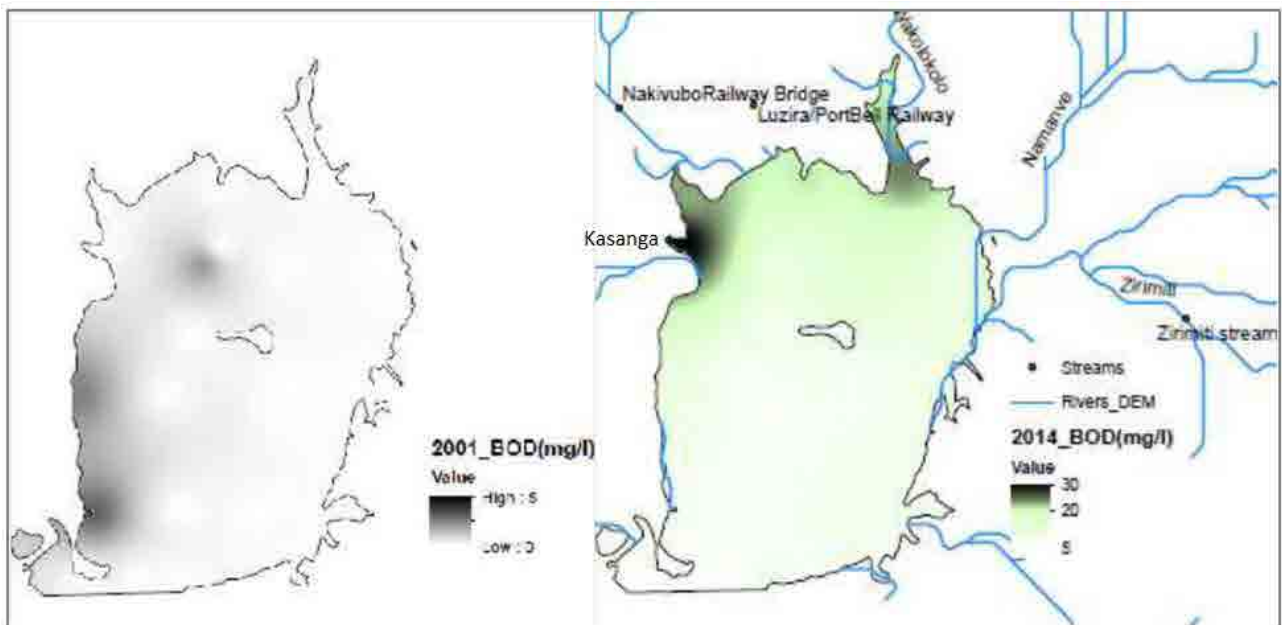 2001_BOD(mg/l)
Value
High : 5
Low : 0
Nakolokolo
NakivuboRailway Bridge
Luzira/PortBell Railway
Namanve
Kasanga
Zirimiti
Zirimiti stream
Streams
Rivers_DEM
2014_BOD(mg/l)
Value
30
20
5